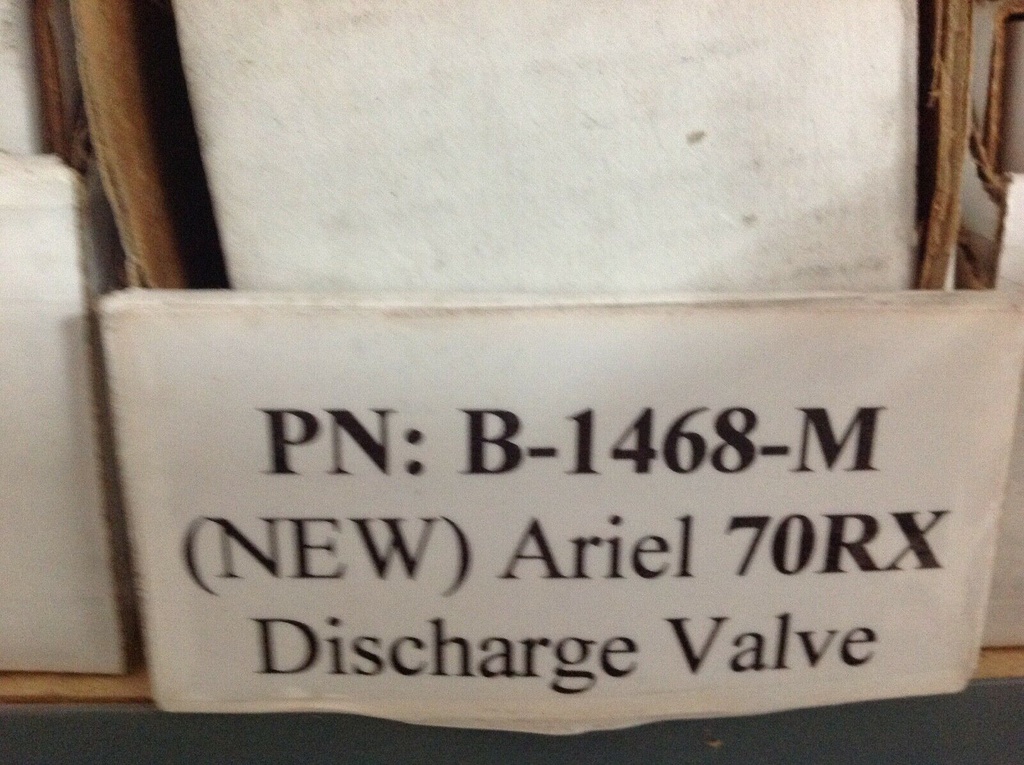 PN: B-1468-M
(NEW) Ariel 70RX
Discharge Valve